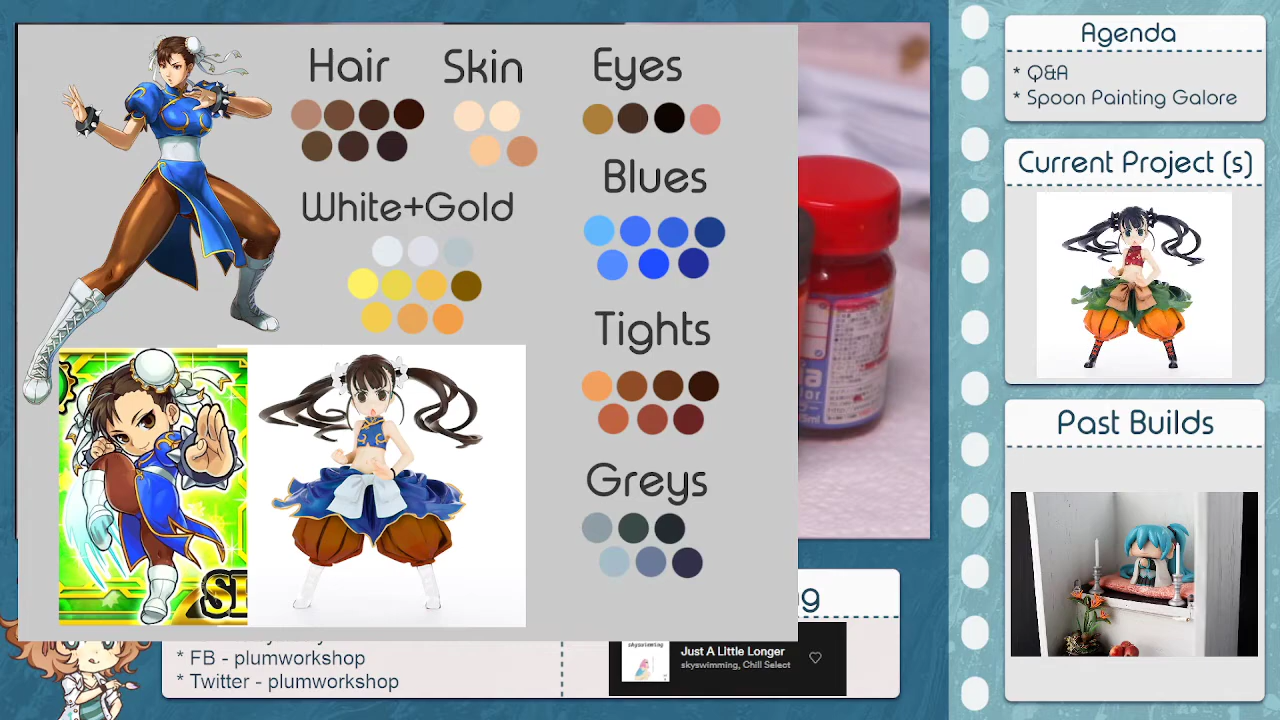 Hair
Skin
Eyes
White+Gold
Blues
Tights
Greys
Agenda
* Q&A
* Spoon Painting Galore
Current Project (s)
Past Builds
* FB - plumworkshop
* Twitter - plumworkshop
Just A Little Longer
skyswimming, Chill Select
skyswimming